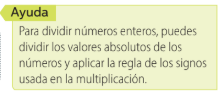 Ayuda
Para dividir números enteros, puedes
dividir los valores absolutos de los
números y aplicar la regla de los signos
usada en la multiplicación.